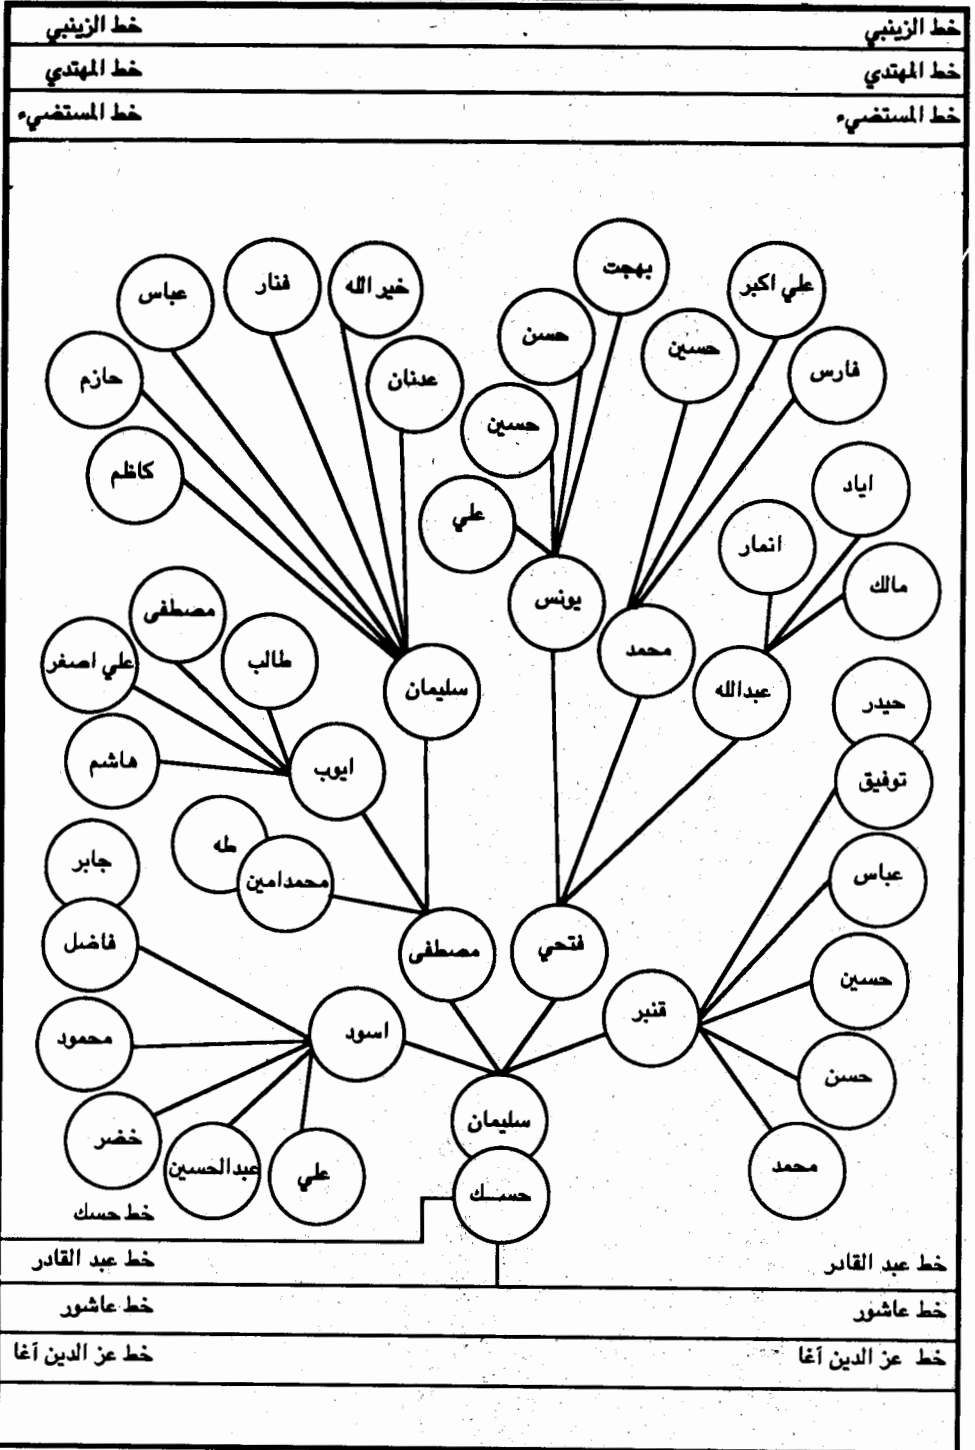 خط الزينبي
خط الزينبي
خط المهتدي
خط المهتدي
خط المستضيء
خط المستضيء
بهجت
علي اكبر
خير الله
فنار
عباس
حسن
حسين
فارس
عدنان
حازم
حسين
كاظم
اياد
علي
انمار
مالك
يونس
مصطفى
محمد
طالب
علي اصغر
عبدالله
سليمان
حيدر
هاشم
ايوب
توفيق
طه
جابر
محمدامين
عباس
فاضل
مصطفى
فتحي
حسين
قنبر
اسود
محمود
حسن
سليمان
خضر
محمد
عبدالحسين
علي
حسك
خط حسك
خط عبد القادر
خط عبد القادر
خط عاشور
خط عاشور
خط عز الدين آغا
خط عز الدين آغا